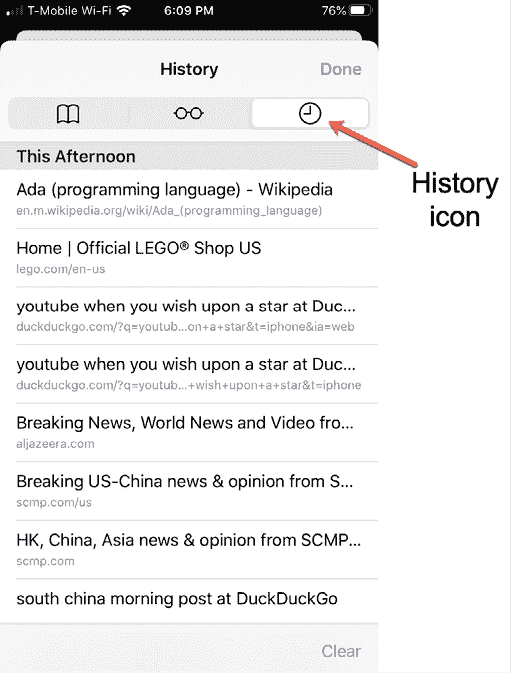 T-Mobile Wi-Fi 6:09 PM 76%
History Done
This Afternoon
Ada (programming language) - Wikipedia
en.m.wikipedia.org/wiki/Ada_(programming_language)
Home | Official LEGO® Shop US
lego.com/en-us
youtube when you wish upon a star at Duc...
duckduckgo.com/?q=youtub...on+a+star&t=iphone&ia=web
youtube when you wish upon a star at Duc...
duckduckgo.com/?q=youtub...+wish+upon+a+star&t=iphone
Breaking News, World News and Video fro...
aljazeera.com
Breaking US-China news & opinion from S...
scmp.com/us
HK, China, Asia news & opinion from SCMP...
scmp.com
south china morning post at DuckDuckGo
Clear
History
icon